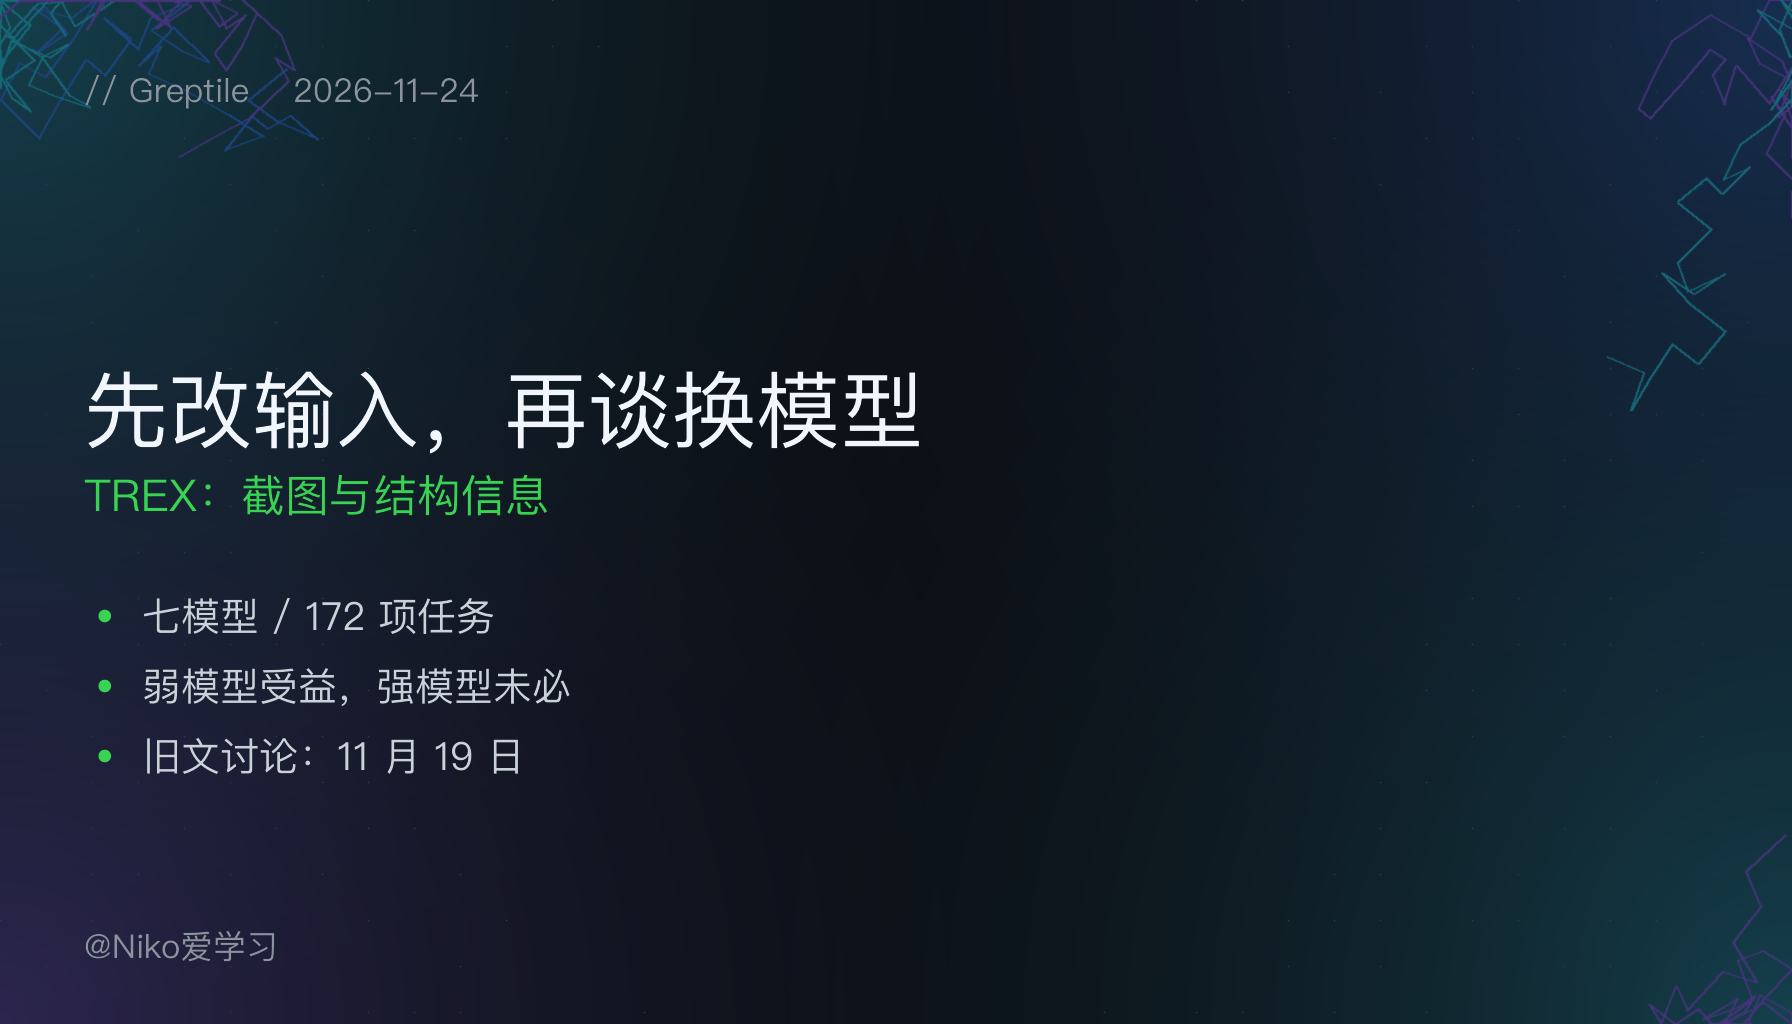 // Greptile 2026-11-24
先改输入，再谈换模型
TREX：截图与结构信息
• 七模型 / 172 项任务
• 弱模型受益，强模型未必
• 旧文讨论：11 月 19 日
@Niko爱学习